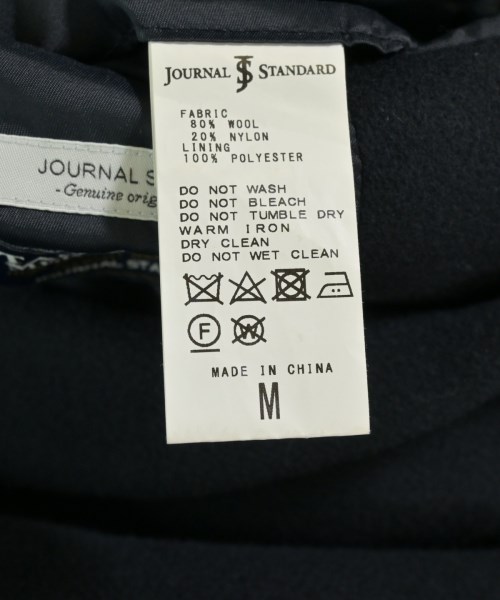 JOURNAL JS STANDARD
FABRIC
80% WOOL
20% NYLON
LINING
100% POLYESTER
DO NOT WASH
DO NOT BLEACH
DO NOT TUMBLE DRY
WARM IRON
DRY CLEAN
DO NOT WET CLEAN
F W
MADE IN CHINA
M
JOURNAL S
-Genuine orig